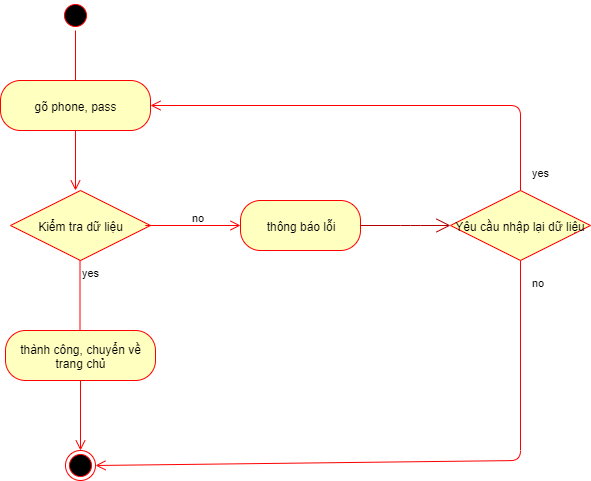 gõ phone, pass
yes
Kiểm tra dữ liệu
no
thông báo lỗi
Yêu cầu nhập lại dữ liệu
yes
no
thành công, chuyển về
trang chủ